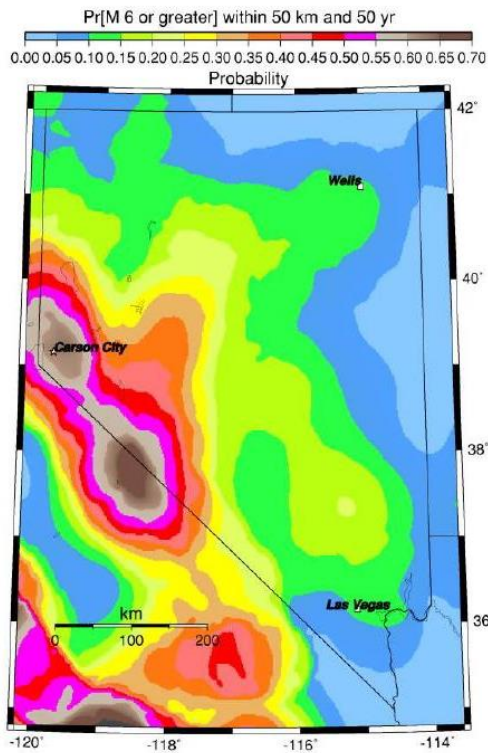 Pr[M 6 or greater] within 50 km and 50 yr
0.00 0.05 0.10 0.15 0.20 0.25 0.30 0.35 0.40 0.45 0.50 0.55 0.60 0.65 0.70
Probability
42°
Wells
40°
Carson City
38°
km
0 100 200
Las Vegas
36°
-120° -118° -116° -114°